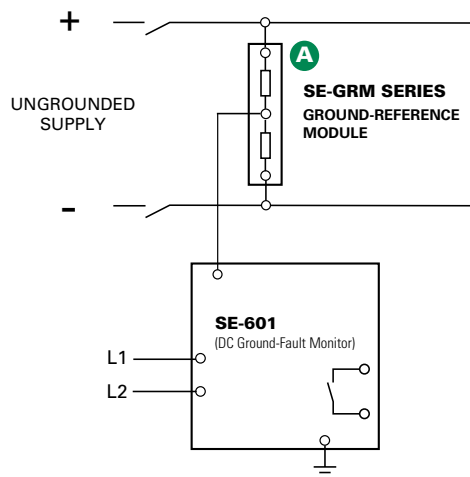 +
A
SE-GRM SERIES
GROUND-REFERENCE
MODULE
UNGROUNDED
SUPPLY
-
SE-601
(DC Ground-Fault Monitor)
L1
L2